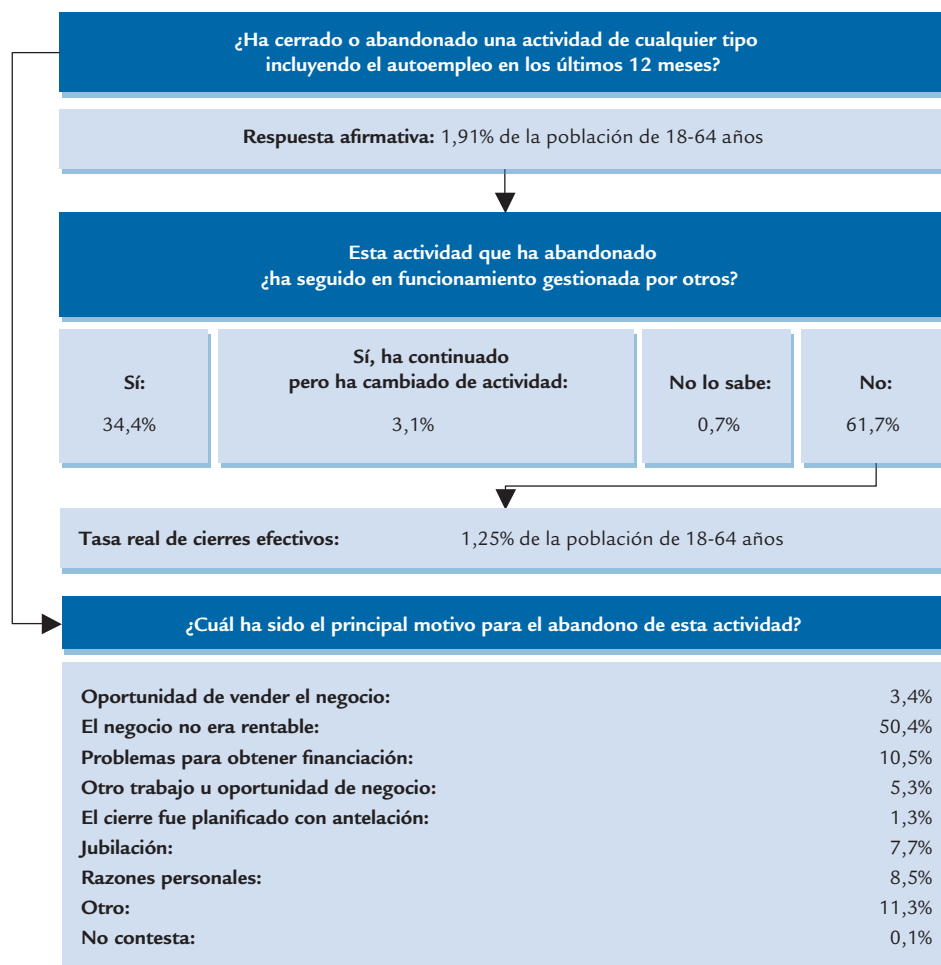 ¿Ha cerrado o abandonado una actividad de cualquier tipo
incluyendo el autoempleo en los últimos 12 meses?
Respuesta afirmativa: 1,91% de la población de 18-64 años
Esta actividad que ha abandonado
¿ha seguido en funcionamiento gestionada por otros?
Sí:
34,4%
Sí, ha continuado
pero ha cambiado de actividad:
3,1%
No lo sabe:
0,7%
No:
61,7%
Tasa real de cierres efectivos: 1,25% de la población de 18-64 años
¿Cuál ha sido el principal motivo para el abandono de esta actividad?
Oportunidad de vender el negocio: 3,4%
El negocio no era rentable: 50,4%
Problemas para obtener financiación: 10,5%
Otro trabajo u oportunidad de negocio: 5,3%
El cierre fue planificado con antelación: 1,3%
Jubilación: 7,7%
Razones personales: 8,5%
Otro: 11,3%
No contesta: 0,1%